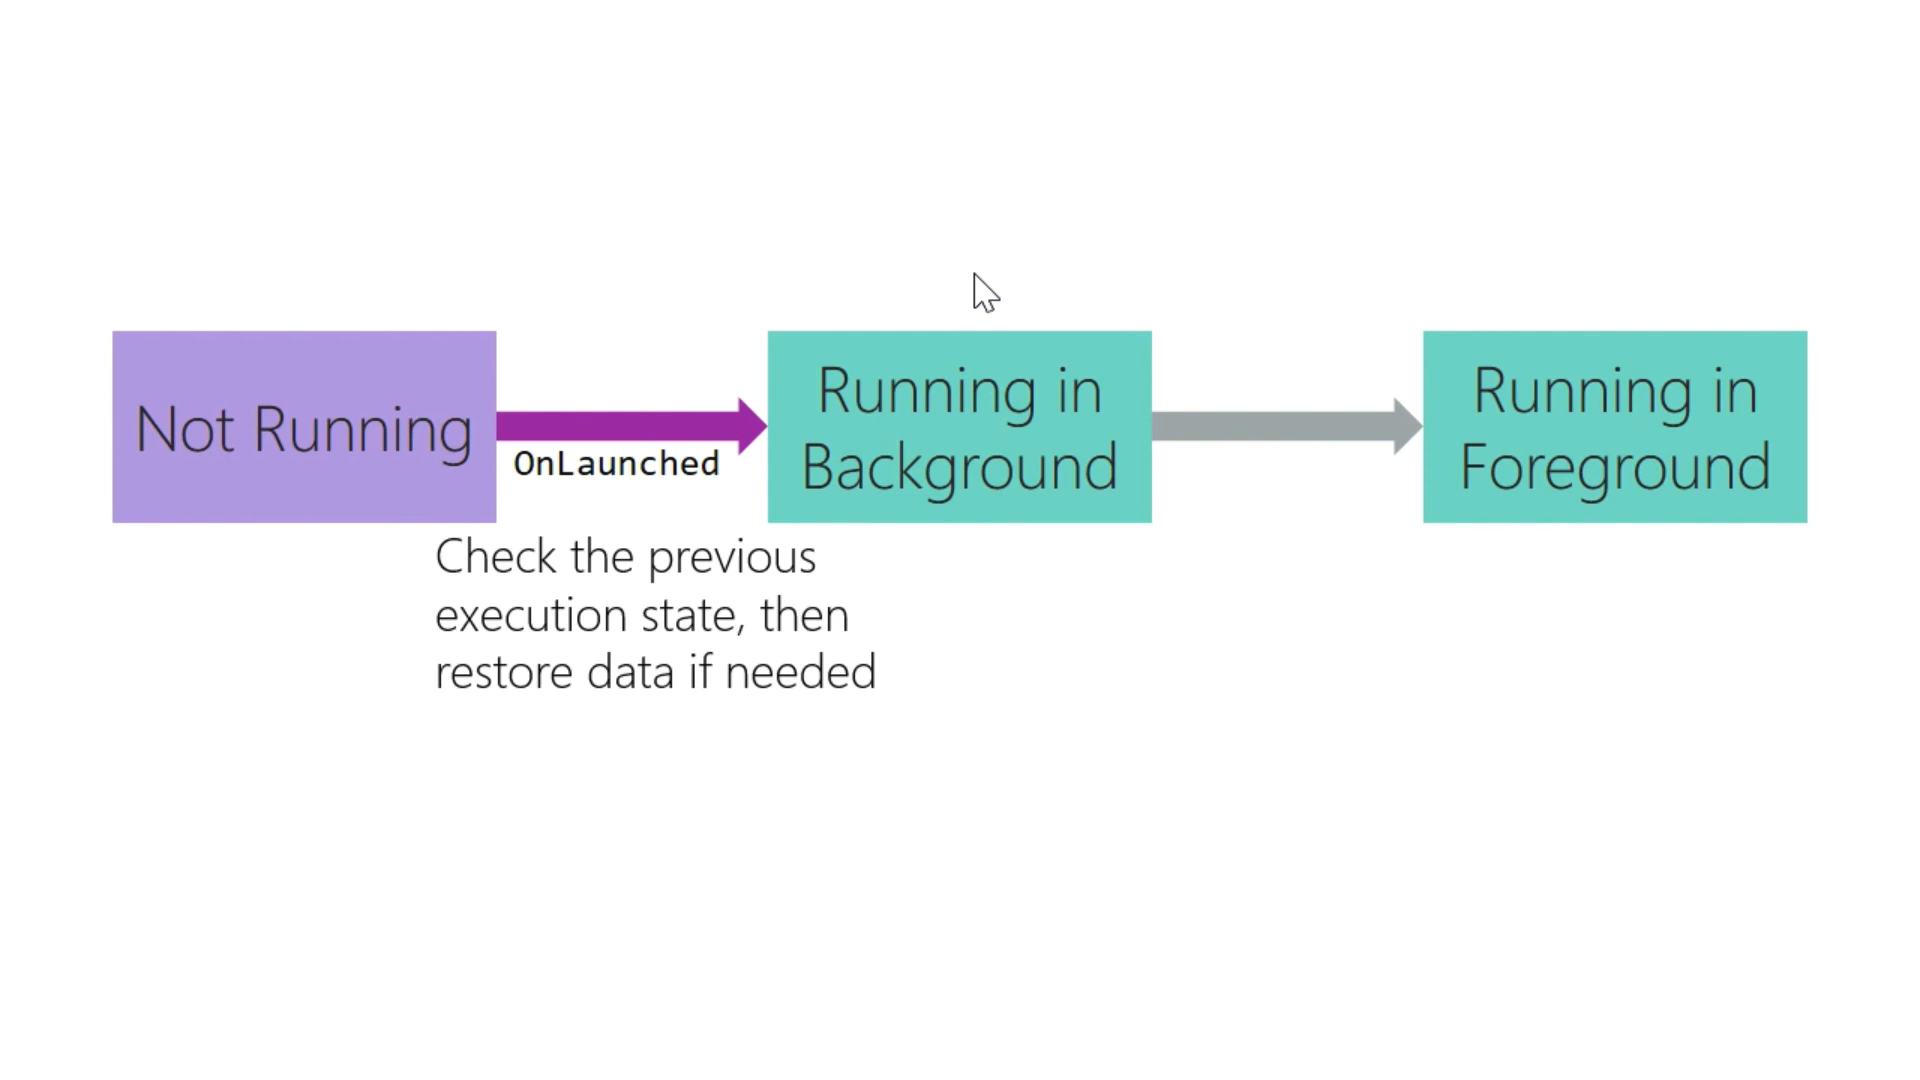 Not Running
OnLaunched
Running in
Background
Running in
Foreground
Check the previous
execution state, then
restore data if needed